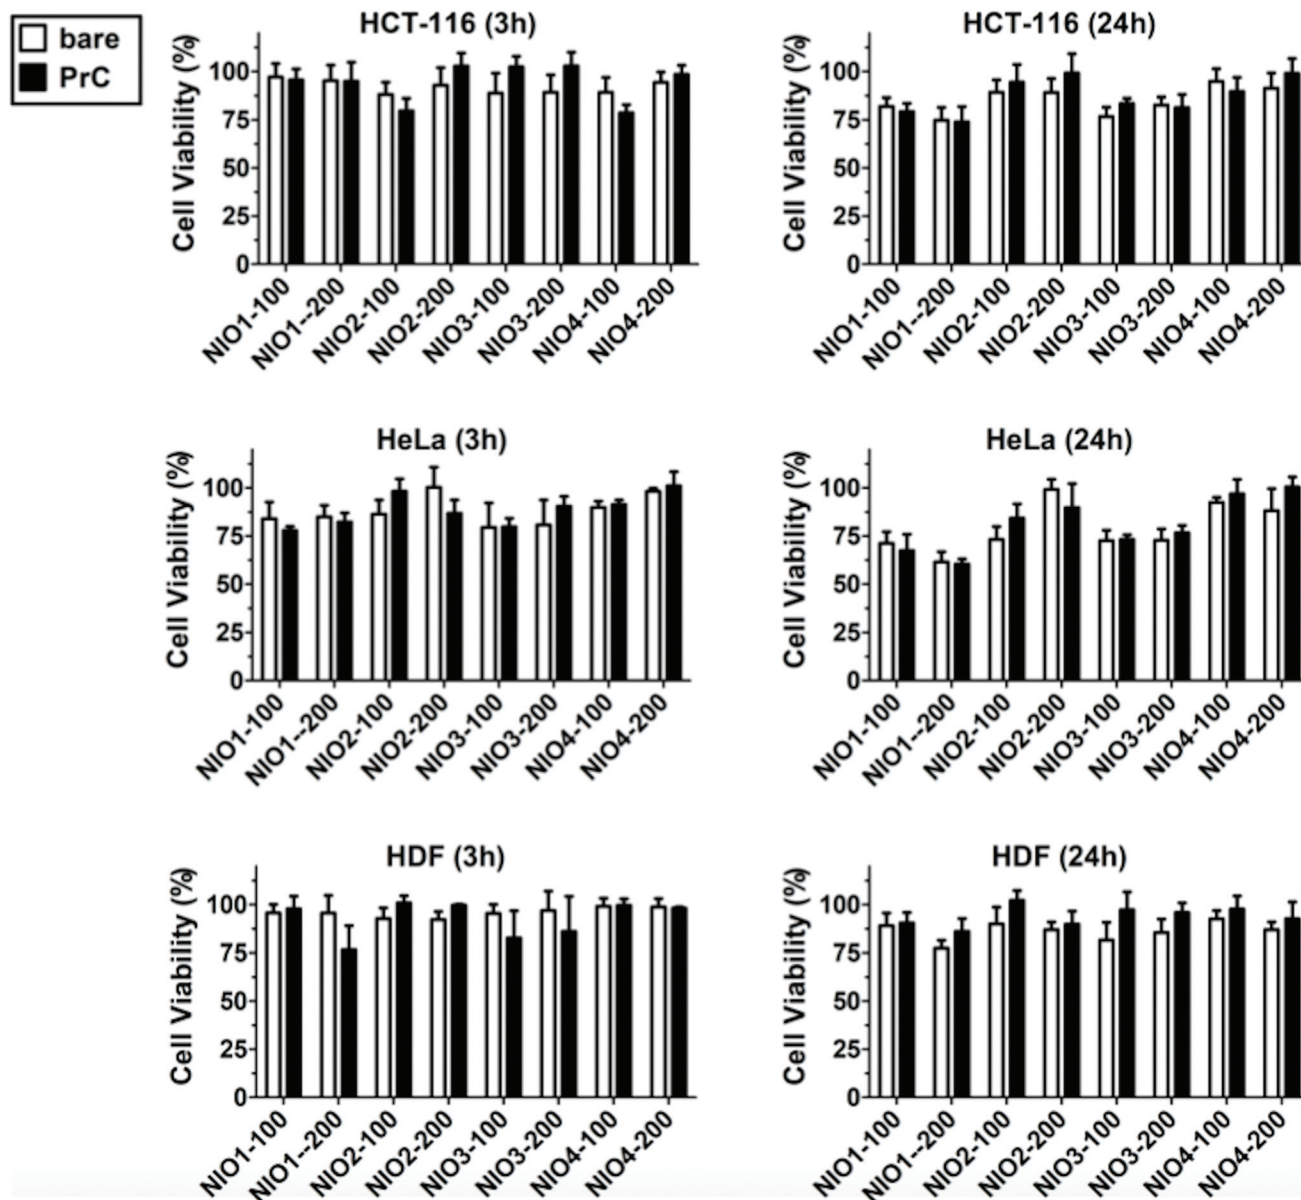 bare
PrC
HCT-116 (3h)
Cell Viability (%)
100
75
50
25
0
NIO1-100
NIO1--200
NIO2-100
NIO2-200
NIO3-100
NIO3-200
NIO4-100
NIO4-200
HCT-116 (24h)
Cell Viability (%)
100
75
50
25
0
NIO1-100
NIO1--200
NIO2-100
NIO2-200
NIO3-100
NIO3-200
NIO4-100
NIO4-200
HeLa (3h)
Cell Viability (%)
100
75
50
25
0
NIO1-100
NIO1--200
NIO2-100
NIO2-200
NIO3-100
NIO3-200
NIO4-100
NIO4-200
HeLa (24h)
Cell Viability (%)
100
75
50
25
0
NIO1-100
NIO1--200
NIO2-100
NIO2-200
NIO3-100
NIO3-200
NIO4-100
NIO4-200
HDF (3h)
Cell Viability (%)
100
75
50
25
0
NIO1-100
NIO1--200
NIO2-100
NIO2-200
NIO3-100
NIO3-200
NIO4-100
NIO4-200
HDF (24h)
Cell Viability (%)
100
75
50
25
0
NIO1-100
NIO1--200
NIO2-100
NIO2-200
NIO3-100
NIO3-200
NIO4-100
NIO4-200